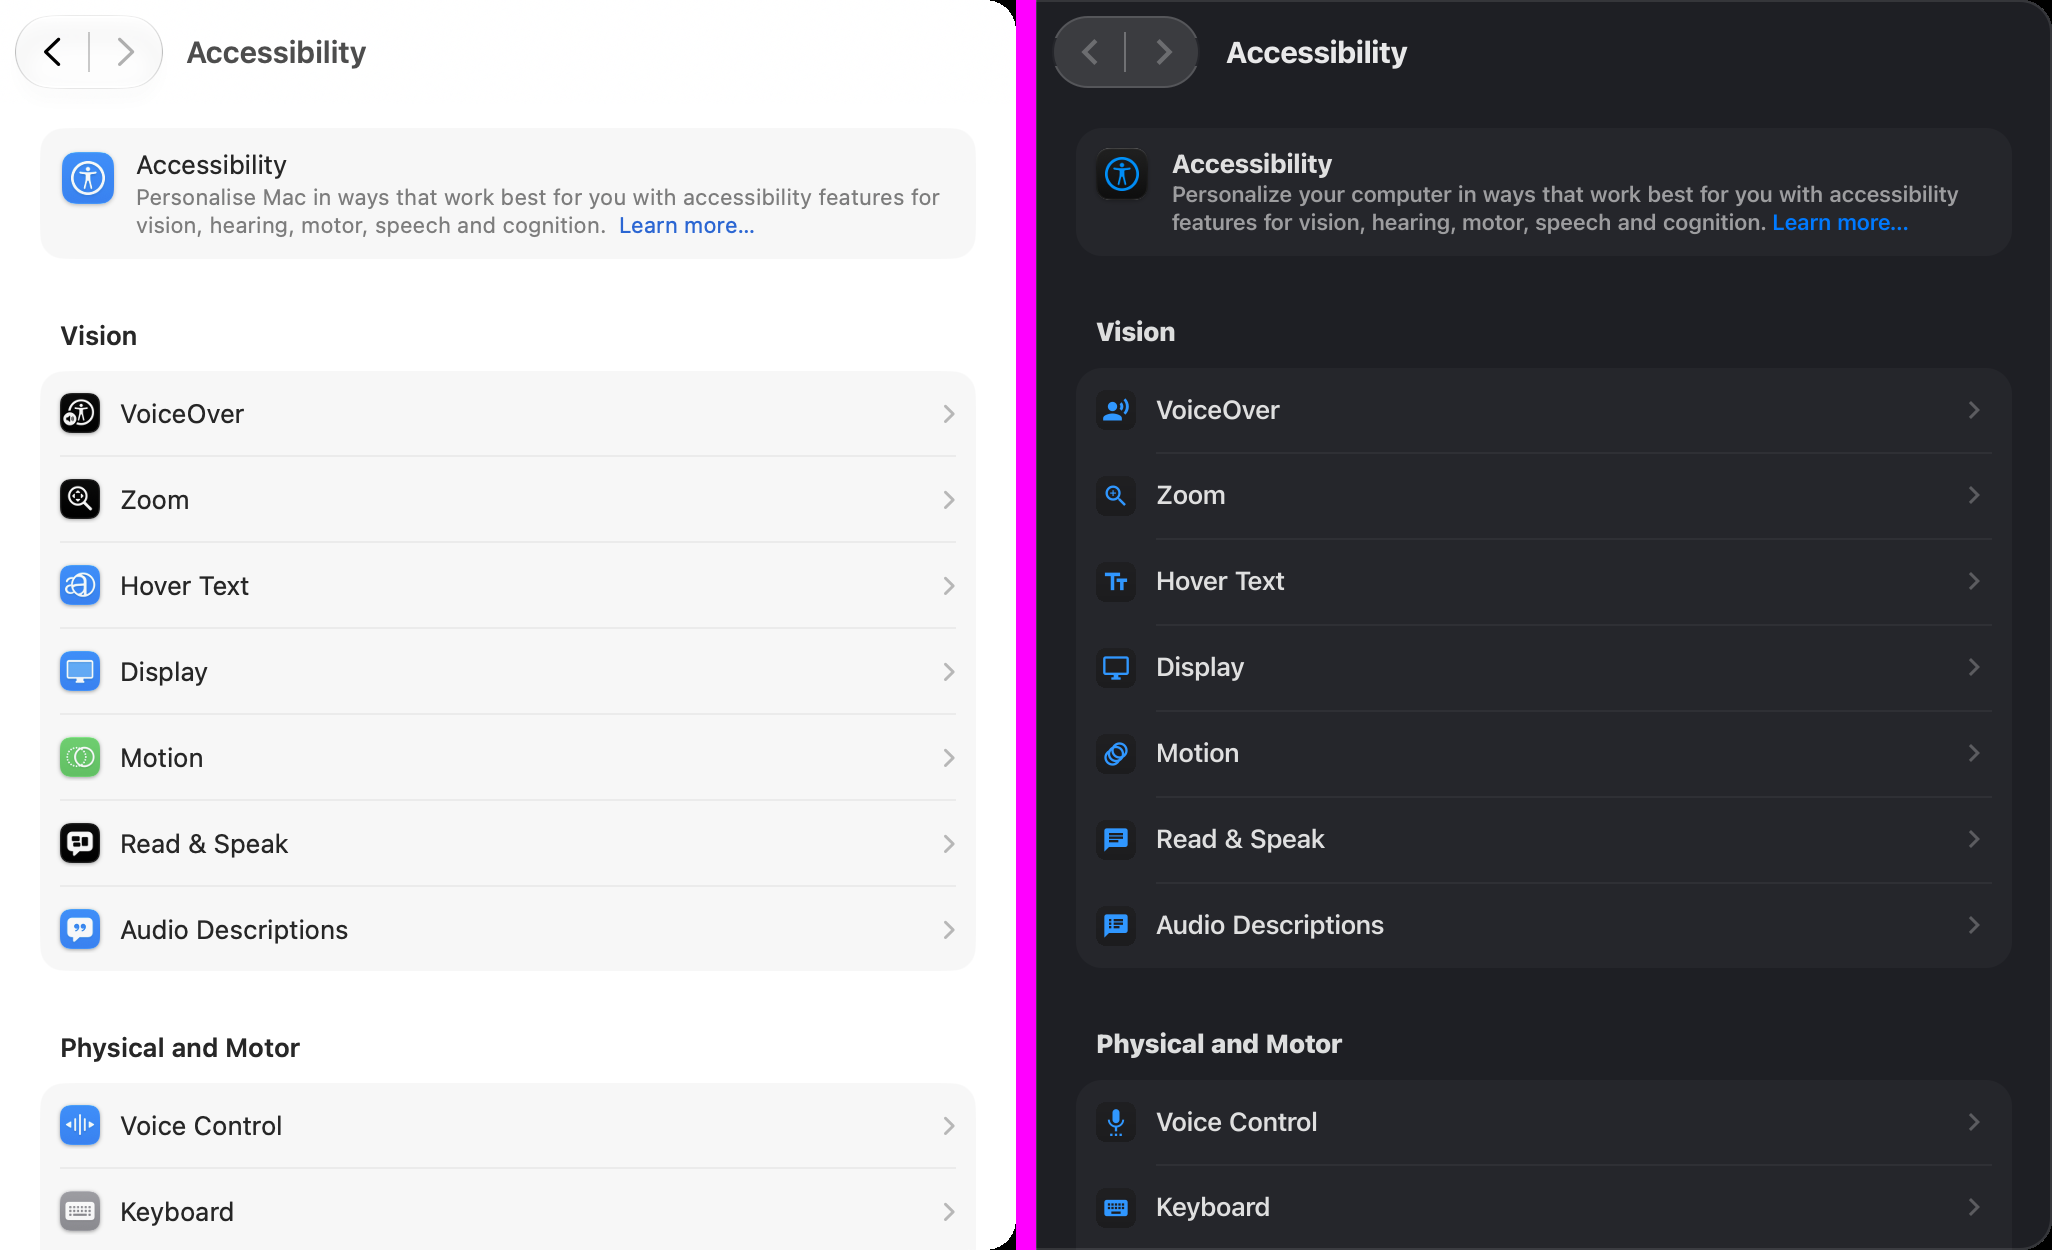 Accessibility
Accessibility
Personalise Mac in ways that work best for you with accessibility features for
vision, hearing, motor, speech and cognition. Learn more...
Vision
VoiceOver
Zoom
Hover Text
Display
Motion
Read & Speak
Audio Descriptions
Physical and Motor
Voice Control
Keyboard
Accessibility
Accessibility
Personalize your computer in ways that work best for you with accessibility
features for vision, hearing, motor, speech and cognition. Learn more...
Vision
VoiceOver
Zoom
Hover Text
Display
Motion
Read & Speak
Audio Descriptions
Physical and Motor
Voice Control
Keyboard